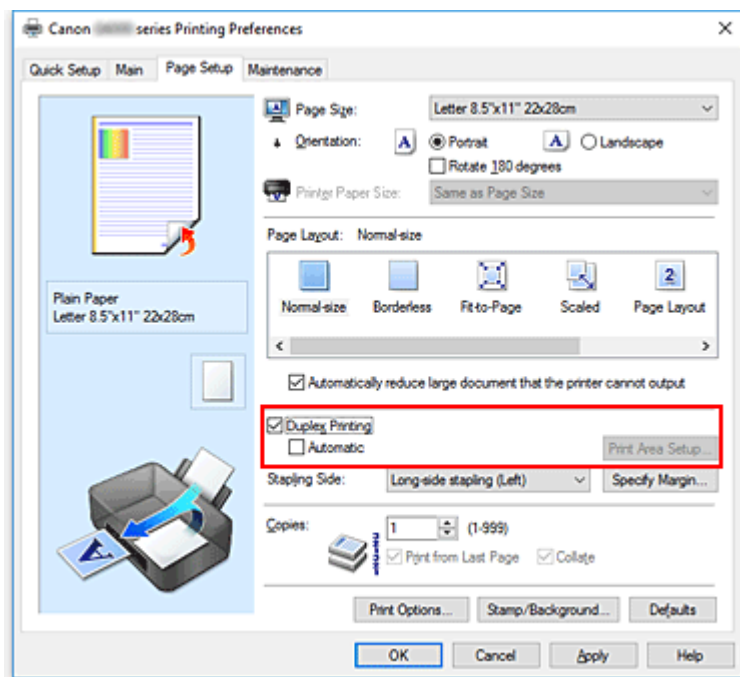 Canon series Printing Preferences
Quick Setup Main Page Setup Maintenance
Page Size: Letter 8.5"x11" 22x28cm
Orientation: A Portrait A Landscape
Rotate 180 degrees
Printer Paper Size: Same as Page Size
Page Layout: Normal-size
2
Normal-size Borderless Fit-to-Page Scaled Page Layout
Plain Paper
Letter 8.5"x11" 22x28cm
Automatically reduce large document that the printer cannot output
Duplex Printing
Automatic Print Area Setup...
Stapling Side: Long-side stapling (Left) Specify Margin...
Copies: 1 (1-999)
Print from Last Page Collate
A
Print Options... Stamp/Background... Defaults
OK Cancel Apply Help